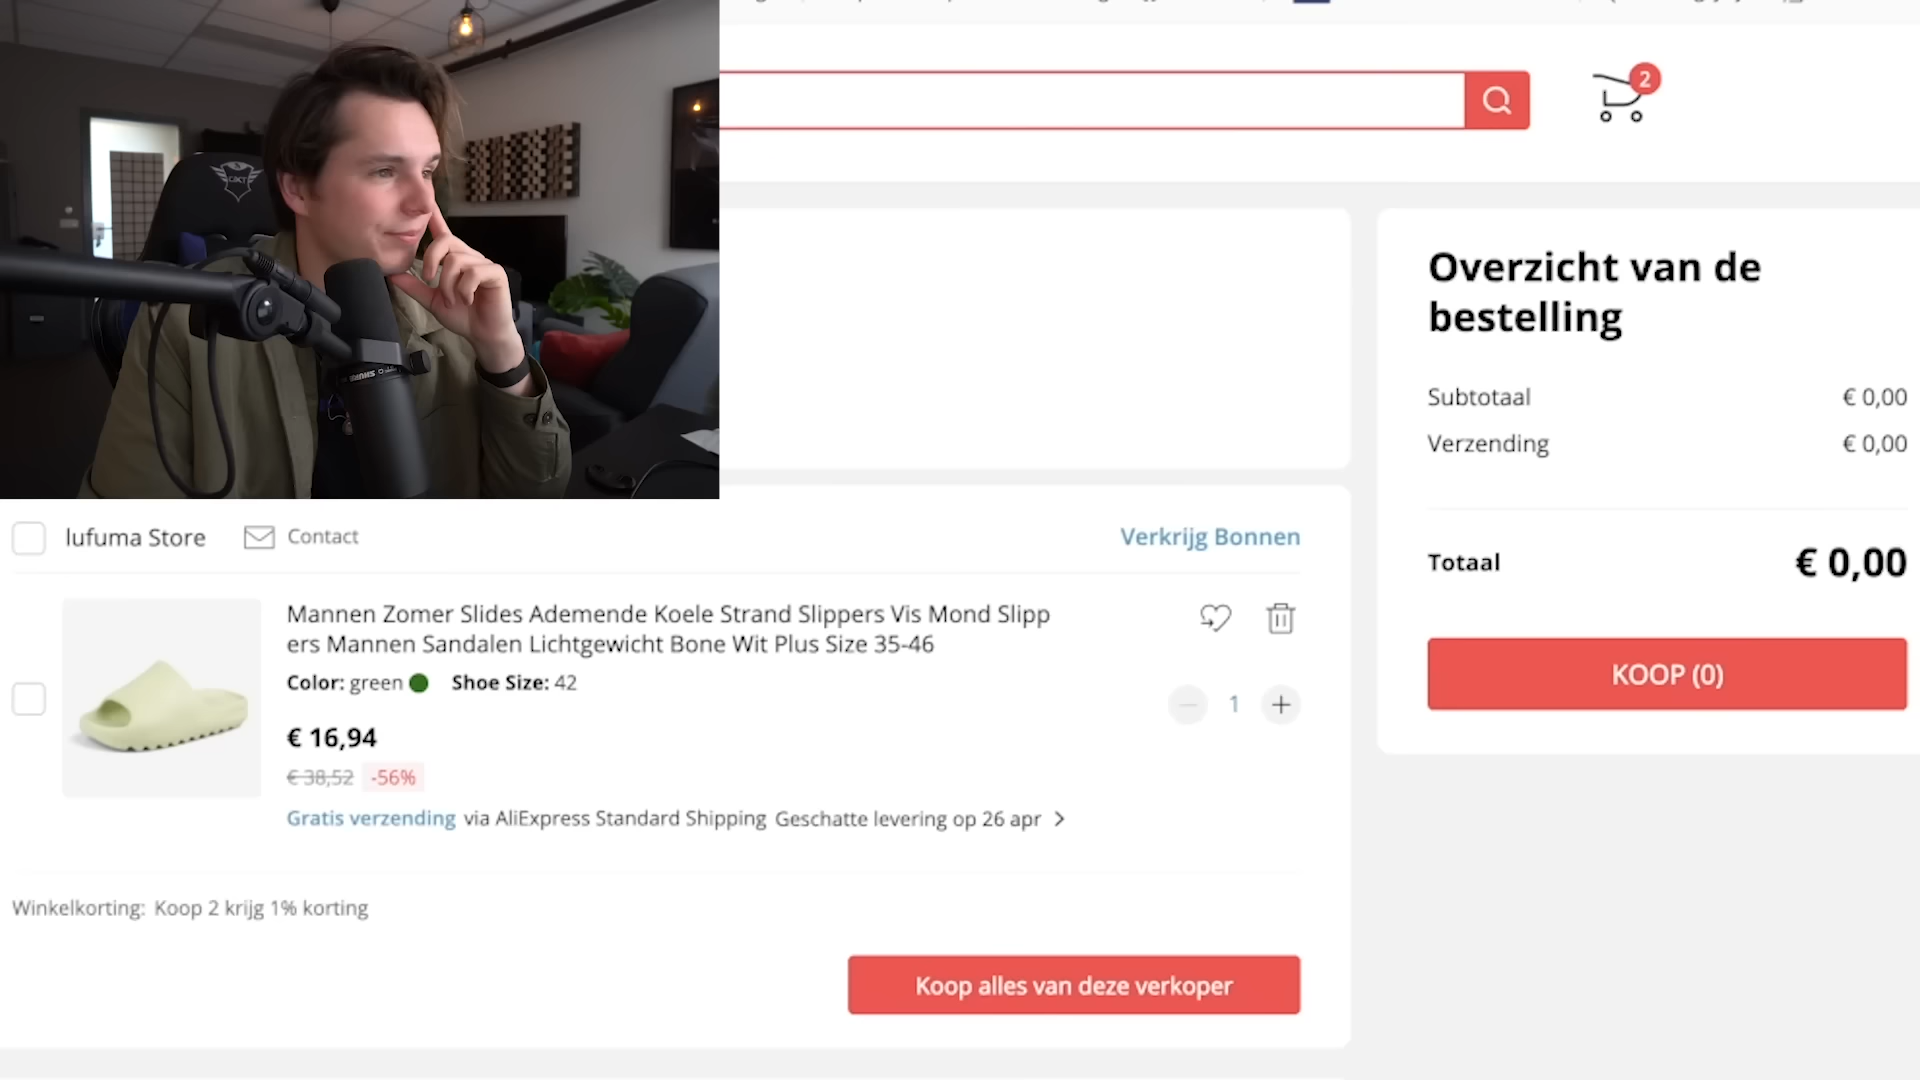 2
Overzicht van de
bestelling
Subtotaal € 0,00
Verzending € 0,00
Totaal € 0,00
KOOP (0)
lufuma Store Contact Verkrijg Bonnen
Mannen Zomer Slides Ademende Koele Strand Slippers Vis Mond Slipp
ers Mannen Sandalen Lichtgewicht Bone Wit Plus Size 35-46
Color: green Shoe Size: 42
1
€ 16,94
€ 38,52 -56%
Gratis verzending via AliExpress Standard Shipping Geschatte levering op 26 apr
Winkelkorting: Koop 2 krijg 1% korting
Koop alles van deze verkoper
GXT
SHURE